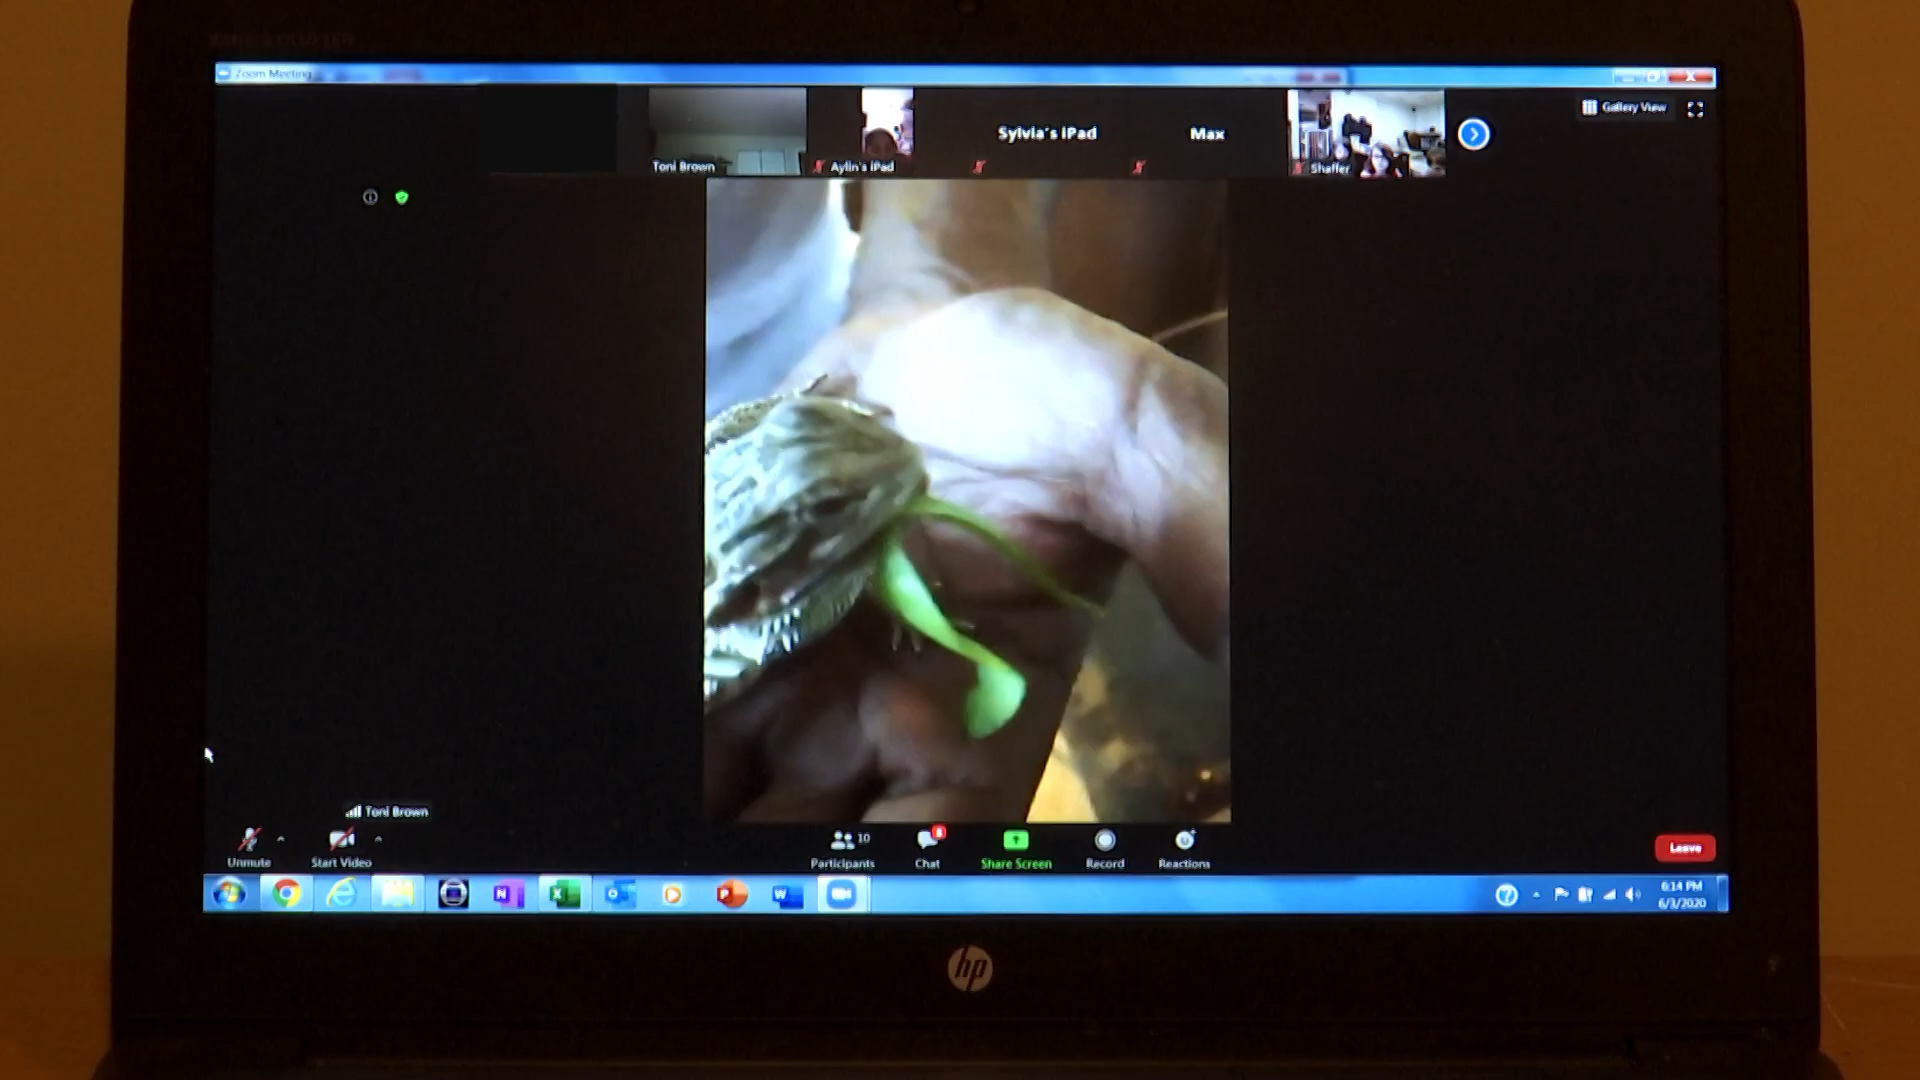 Zoom Meeting
Gallery View
Toni Brown
Aylin's iPad
Sylvia's iPad
Max
Shaffer
Toni Brown
Unmute
Start Video
10
Participants
Chat
Share Screen
Record
Reactions
Leave
N
X
P
W
6:14 PM
6/3/2020
hp